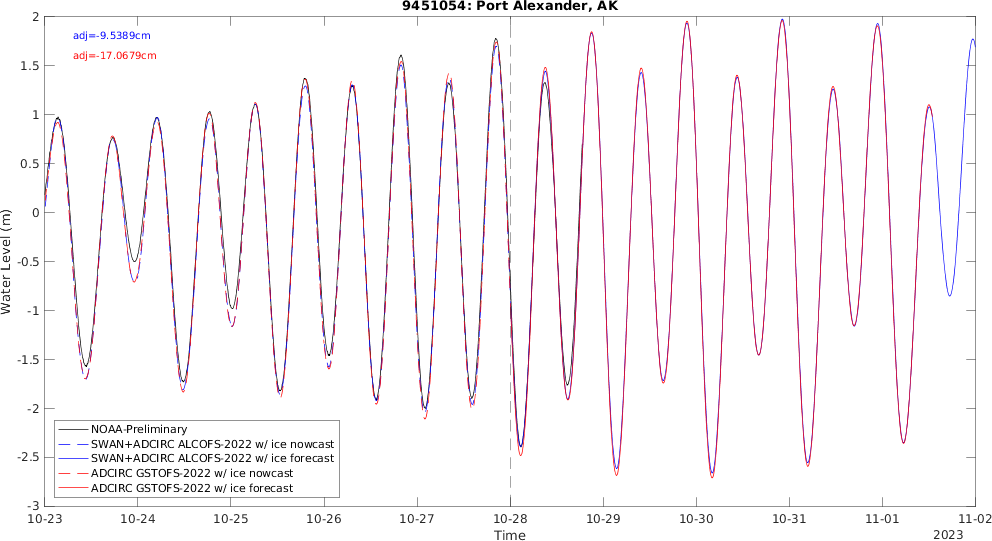 9451054: Port Alexander, AK
adj=-9.5389cm
adj=-17.0679cm
Water Level (m)
2
1.5
1
0.5
0
-0.5
-1
-1.5
-2
-2.5
-3
NOAA-Preliminary
SWAN+ADCIRC ALCOFS-2022 w/ ice nowcast
SWAN+ADCIRC ALCOFS-2022 w/ ice forecast
ADCIRC GSTOFS-2022 w/ ice nowcast
ADCIRC GSTOFS-2022 w/ ice forecast
10-23 10-24 10-25 10-26 10-27 10-28 10-29 10-30 10-31 11-01 11-02
Time
2023